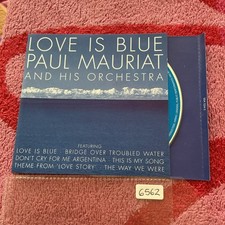 LOVE IS BLUE
PAUL MAURIAT
AND HIS ORCHESTRA
FEATURING
LOVE IS BLUE · BRIDGE OVER TROUBLED WATER
DON'T CRY FOR ME ARGENTINA · THIS IS MY SONG
THEME FROM 'LOVE STORY' · THE WAY WE WERE
6562